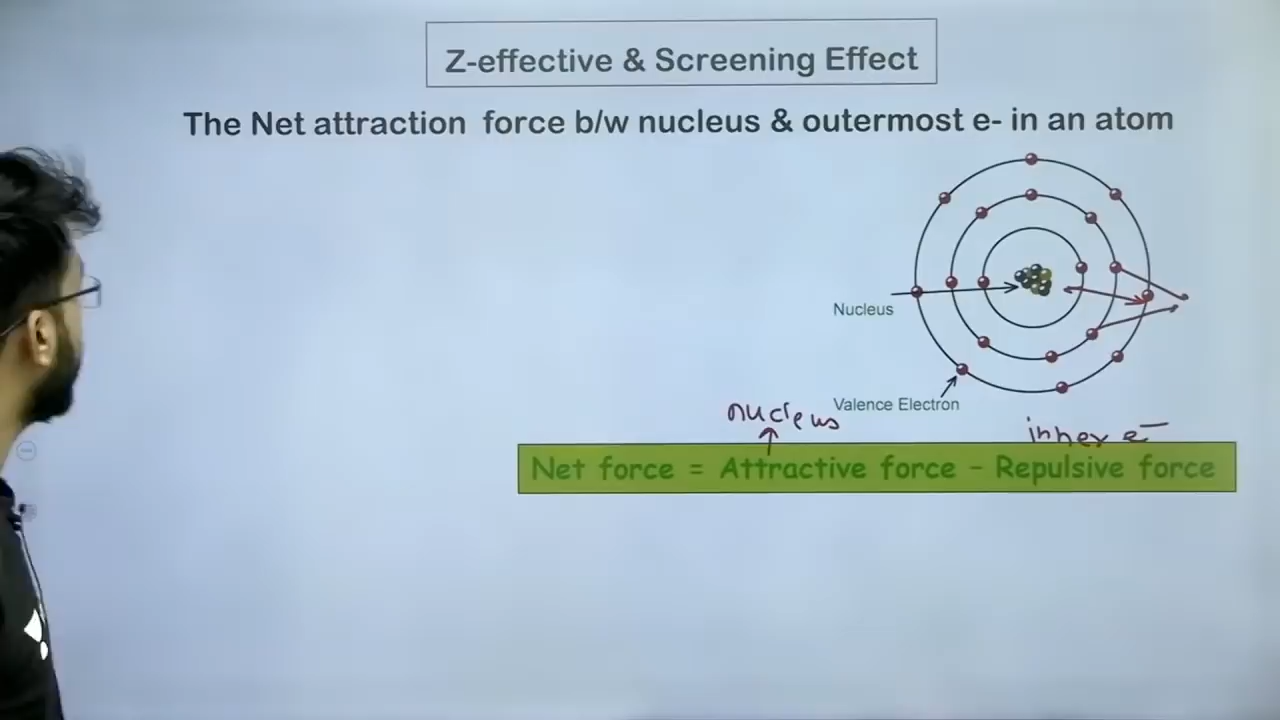 Z-effective & Screening Effect
The Net attraction force b/w nucleus & outermost e- in an atom
Nucleus
Valence Electron
nucleus
inner e⁻
Net force = Attractive force - Repulsive force